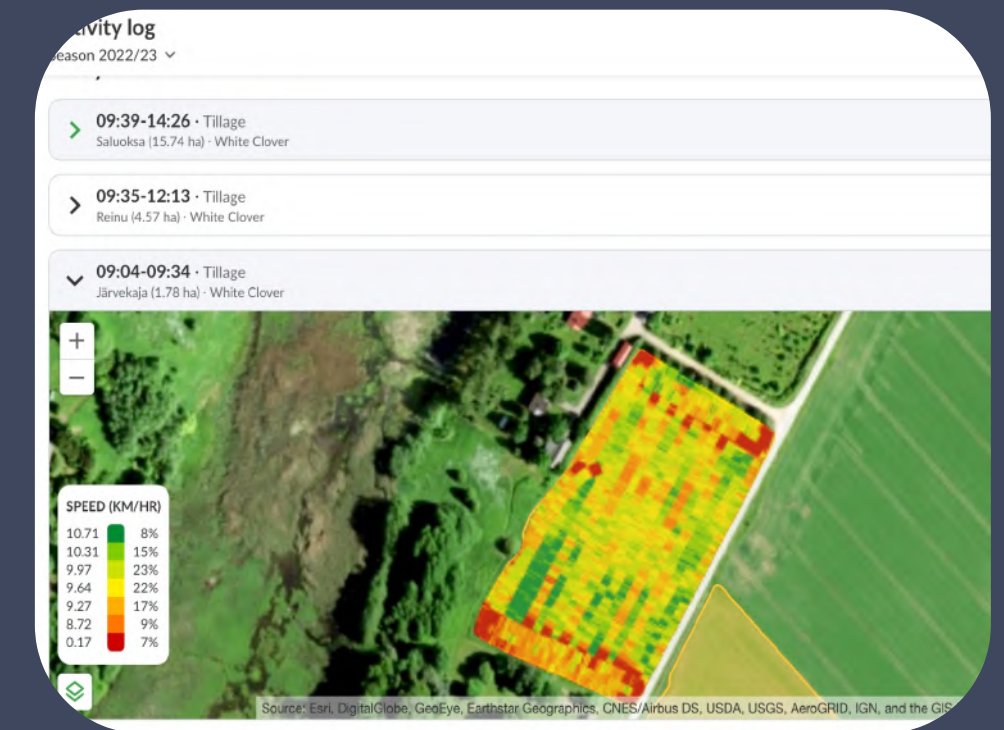 tivity log
eason 2022/23
09:39-14:26 · Tillage
Saluoksa (15.74 ha) · White Clover
09:35-12:13 · Tillage
Reinu (4.57 ha) · White Clover
09:04-09:34 · Tillage
Järvekaja (1.78 ha) · White Clover
+
−
SPEED (KM/HR)
10.71 8%
10.31 15%
9.97 23%
9.64 22%
9.27 17%
8.72 9%
0.17 7%
Source: Esri, DigitalGlobe, GeoEye, Earthstar Geographics, CNES/Airbus DS, USDA, USGS, AeroGRID, IGN, and the GIS